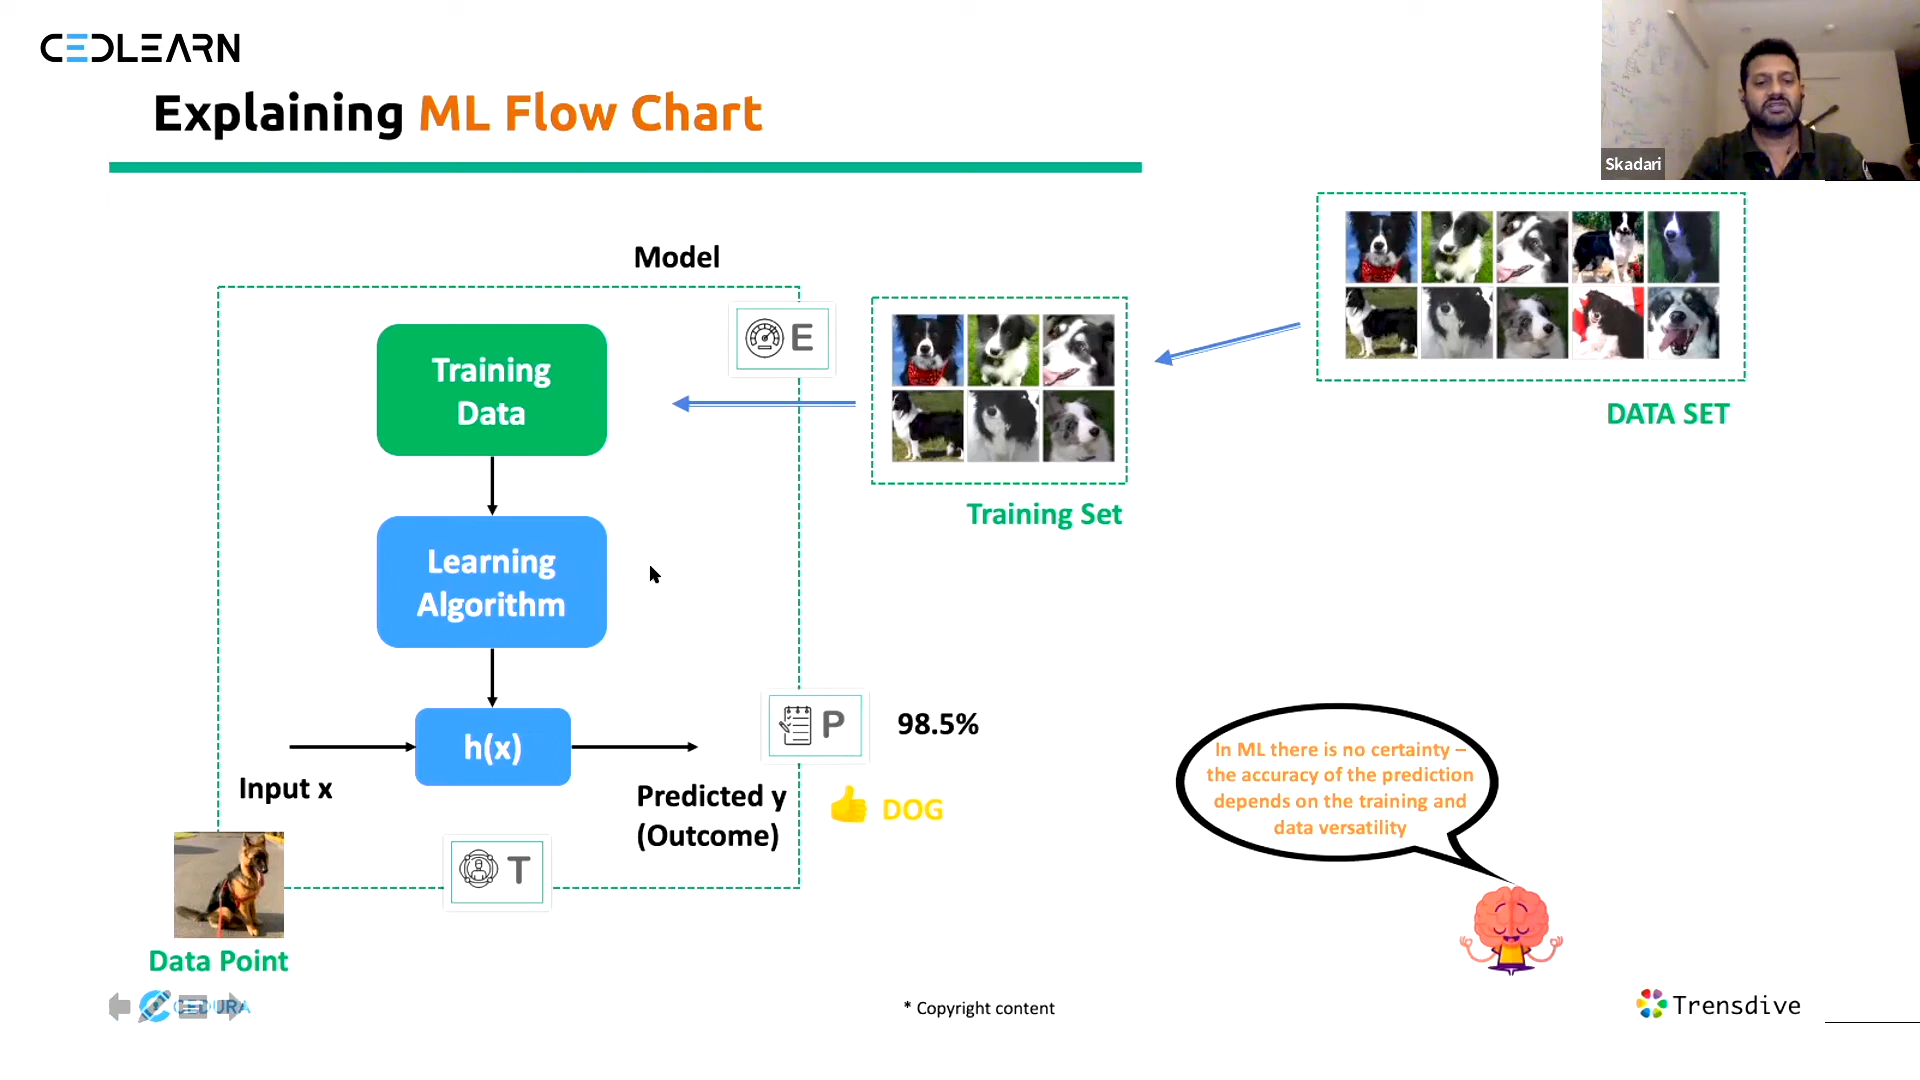 CEDLEARN
Explaining ML Flow Chart
Skadari
Model
E
Training
Data
Training Set
DATA SET
Learning
Algorithm
h(x)
Input x
Predicted y
(Outcome)
P
98.5%
DOG
T
Data Point
In ML there is no certainty –
the accuracy of the prediction
depends on the training and
data versatility
CEDURA
* Copyright content
Trensdive